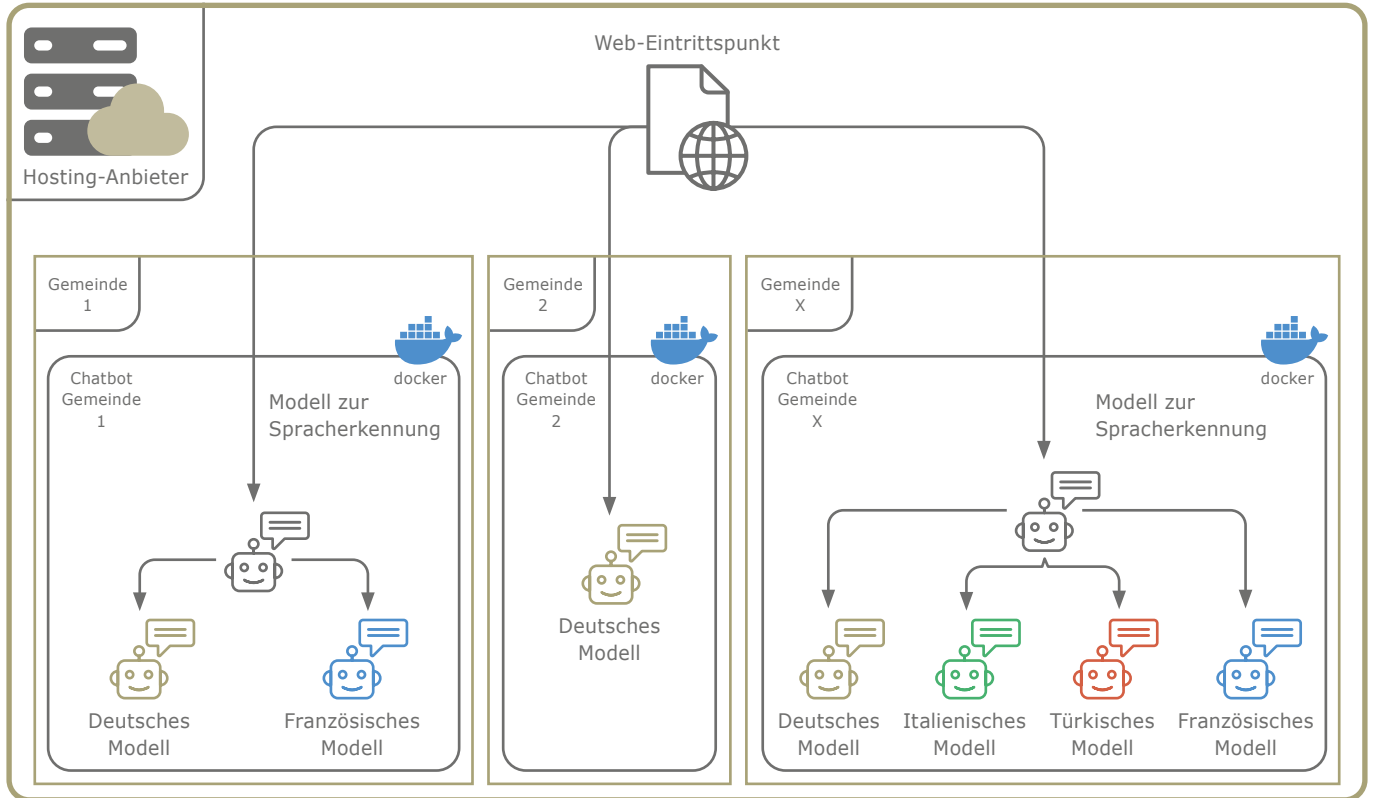 Web-Eintrittspunkt
Hosting-Anbieter
Gemeinde
1
docker
Chatbot
Gemeinde
1
Modell zur
Spracherkennung
Deutsches
Modell
Französisches
Modell
Gemeinde
2
docker
Chatbot
Gemeinde
2
Deutsches
Modell
Gemeinde
X
docker
Chatbot
Gemeinde
X
Modell zur
Spracherkennung
Deutsches
Modell
Italienisches
Modell
Türkisches
Modell
Französisches
Modell